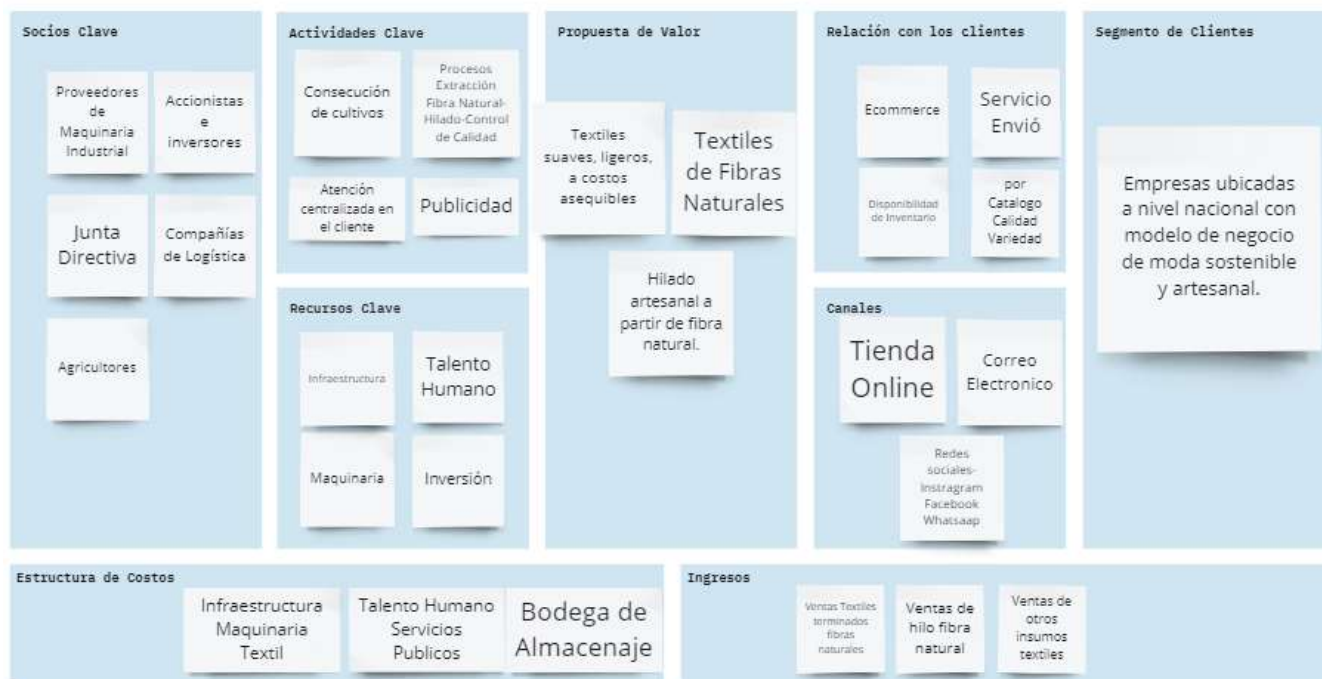 Socios Clave
Proveedores
de
Maquinaria
Industrial
Accionistas
e
inversores
Junta
Directiva
Compañías
de Logística
Agricultores
Actividades Clave
Consecución
de cultivos
Procesos
Extracción
Fibra Natural-
Hilado-Control
de Calidad
Atención
centralizada en
el cliente
Publicidad
Recursos Clave
Infraestructura
Talento
Humano
Maquinaria
Inversión
Propuesta de Valor
Textiles
suaves, ligeros,
a costos
asequibles
Textiles
de Fibras
Naturales
Hilado
artesanal a
partir de fibra
natural.
Relación con los clientes
Ecommerce
Servicio
Envió
Disponibilidad
de Inventario
por
Catalogo
Calidad
Variedad
Canales
Tienda
Online
Correo
Electronico
Redes
sociales-
Instragram
Facebook
Whatsaap
Segmento de Clientes
Empresas ubicadas
a nivel nacional con
modelo de negocio
de moda sostenible
y artesanal.
Estructura de Costos
Infraestructura
Maquinaria
Textil
Talento Humano
Servicios
Publicos
Bodega de
Almacenaje
Ingresos
Ventas Textiles
terminados
fibras
naturales
Ventas de
hilo fibra
natural
Ventas de
otros
insumos
textiles